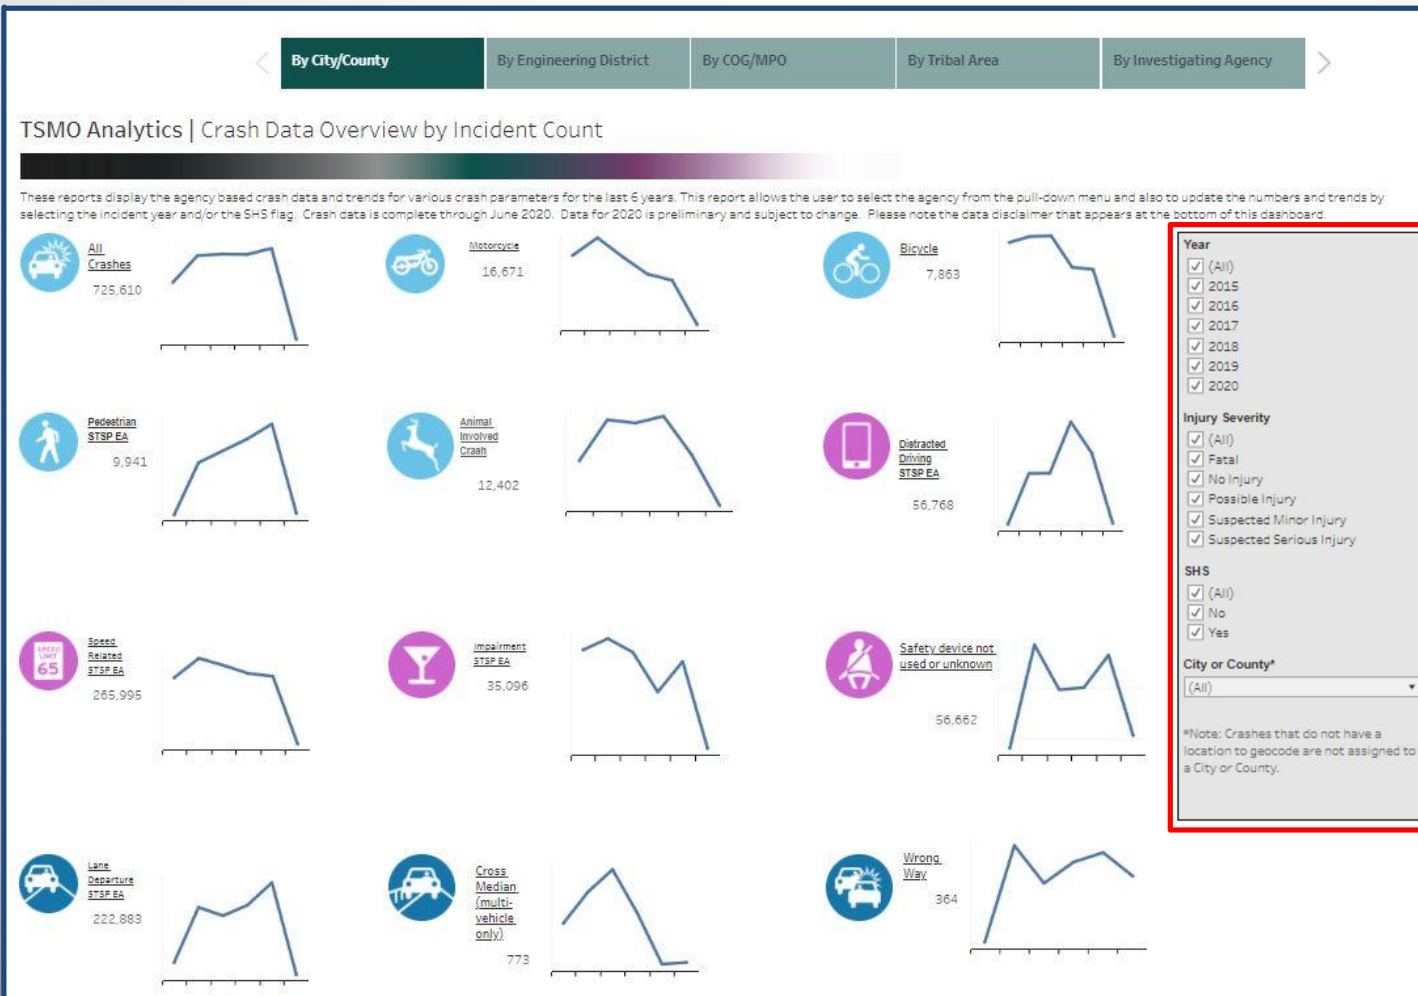 By City/County
By Engineering District
By COG/MPO
By Tribal Area
By Investigating Agency
TSMO Analytics | Crash Data Overview by Incident Count
These reports display the agency based crash data and trends for various crash parameters for the last 6 years. This report allows the user to select the agency from the pull-down menu and also to update the numbers and trends by
selecting the incident year and/or the SHS flag. Crash data is complete through June 2020. Data for 2020 is preliminary and subject to change. Please note the data disclaimer that appears at the bottom of this dashboard.
All
Crashes
725,610
Motorcycle
16,671
Bicycle
7,863
Pedestrian
STSP EA
9,941
Animal
Involved
Crash
12,402
Distracted
Driving
STSP EA
56,768
SPEED
LIMIT
65
Speed
Related
STSP EA
265,995
Impairment
STSP EA
35,096
Safety device not
used or unknown
56,662
Lane
Departure
STSP EA
222,883
Cross
Median
(multi-
vehicle
only)
773
Wrong
Way
364
Year
(All)
2015
2016
2017
2018
2019
2020
Injury Severity
(All)
Fatal
No Injury
Possible Injury
Suspected Minor Injury
Suspected Serious Injury
SHS
(All)
No
Yes
City or County*
(All)
*Note: Crashes that do not have a
location to geocode are not assigned to
a City or County.